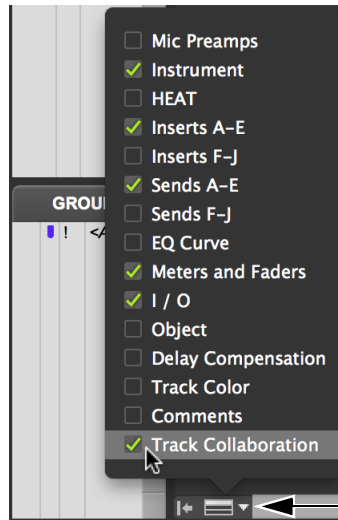 Mic Preamps
Instrument
HEAT
Inserts A–E
Inserts F–J
Sends A–E
Sends F–J
EQ Curve
Meters and Faders
I / O
Object
Delay Compensation
Track Color
Comments
Track Collaboration
GROU
! <A